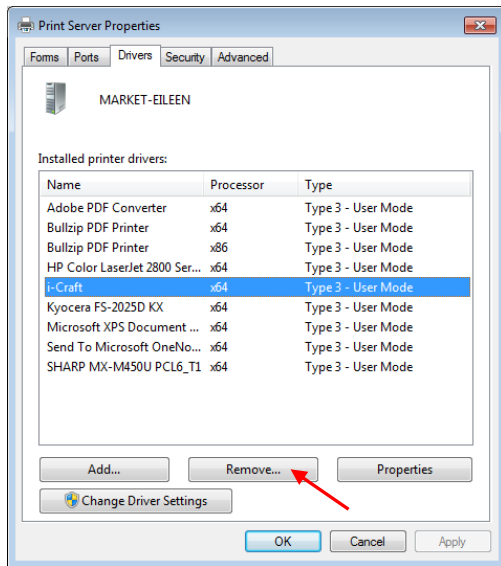 Print Server Properties
Forms Ports Drivers Security Advanced
MARKET-EILEEN
Installed printer drivers:
Name Processor Type
Adobe PDF Converter x64 Type 3 - User Mode
Bullzip PDF Printer x64 Type 3 - User Mode
Bullzip PDF Printer x86 Type 3 - User Mode
HP Color LaserJet 2800 Ser... x64 Type 3 - User Mode
i-Craft x64 Type 3 - User Mode
Kyocera FS-2025D KX x64 Type 3 - User Mode
Microsoft XPS Document ... x64 Type 3 - User Mode
Send To Microsoft OneNo... x64 Type 3 - User Mode
SHARP MX-M450U PCL6_T1 x64 Type 3 - User Mode
Add... Remove... Properties
Change Driver Settings
OK Cancel Apply